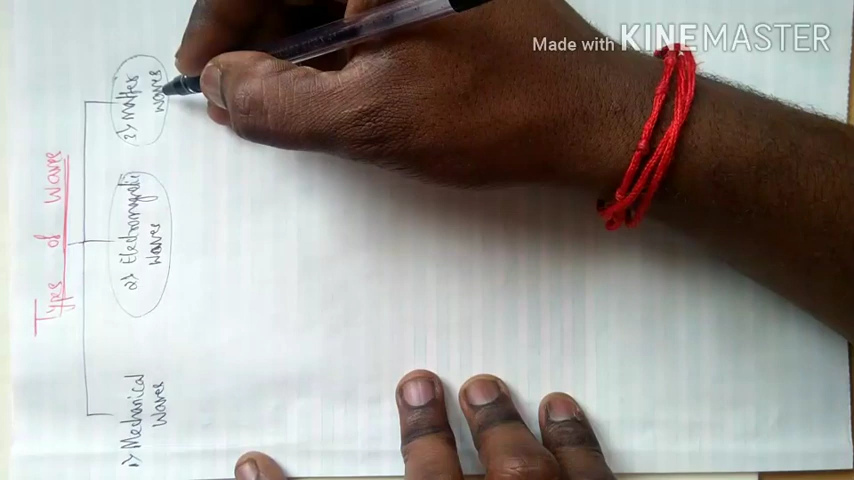 Made with KINEMASTER
Types of Wave
1) Mechanical
Waves
2) Electromagnetic
Waves
3) Matter
Waves